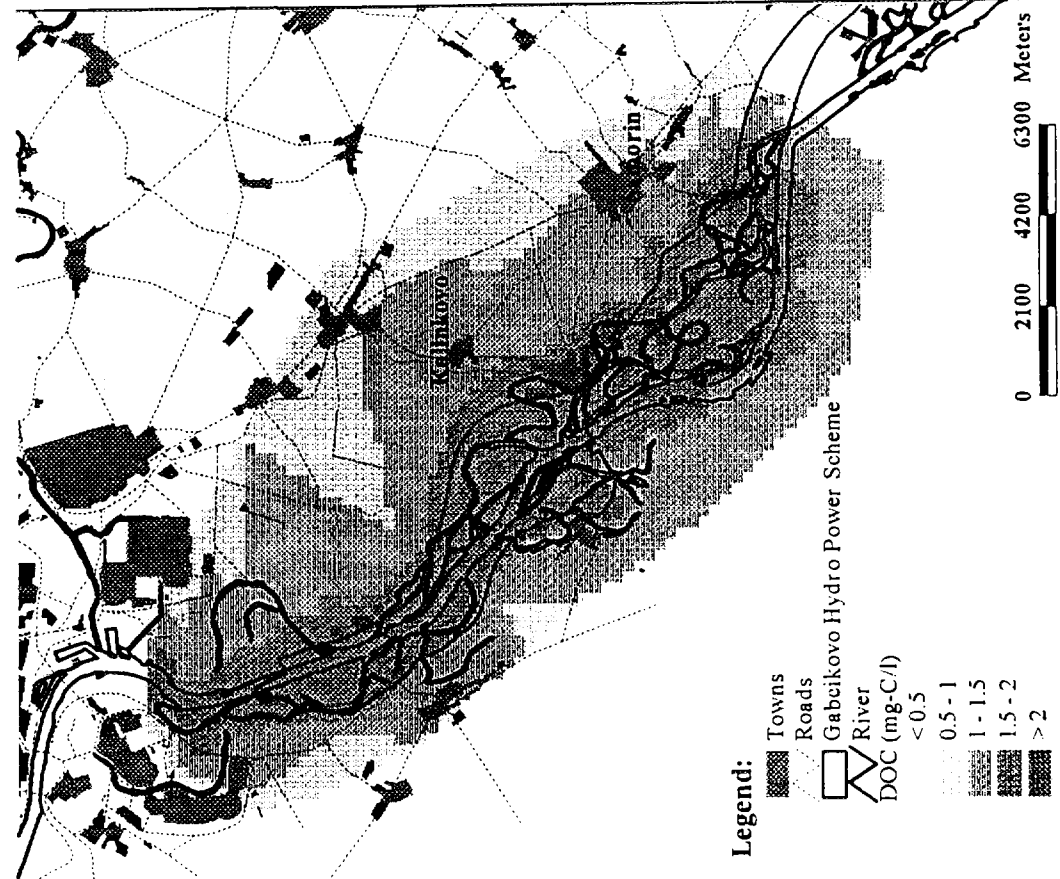 Kalinkovo
orin
Legend:
Towns
Roads
Gabcikovo Hydro Power Scheme
River
DOC (mg-C/l)
< 0.5
0.5 - 1
1 - 1.5
1.5 - 2
> 2
0 2100 4200 6300 Meters